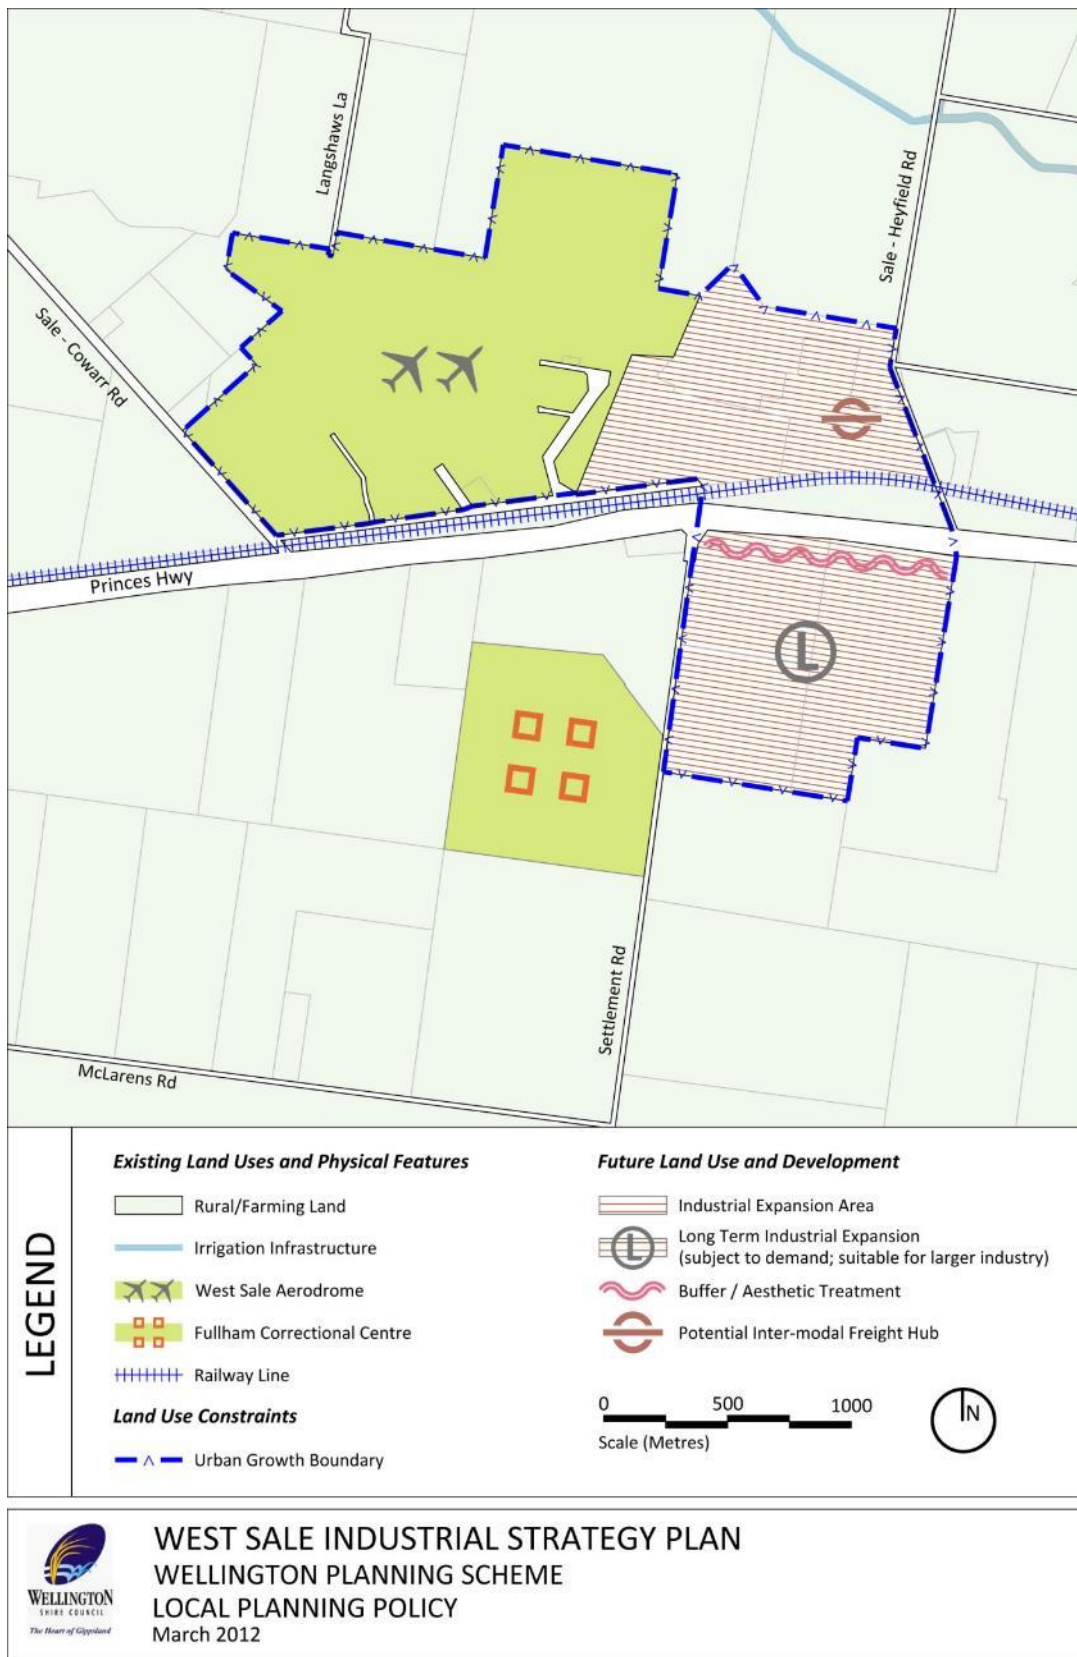 Langshaws La
Sale - Heyfield Rd
Sale - Cowarr Rd
Princes Hwy
L
Settlement Rd
McLarens Rd
LEGEND
Existing Land Uses and Physical Features
Rural/Farming Land
Irrigation Infrastructure
West Sale Aerodrome
Fullham Correctional Centre
Railway Line
Land Use Constraints
Urban Growth Boundary
Future Land Use and Development
Industrial Expansion Area
L
Long Term Industrial Expansion
(subject to demand; suitable for larger industry)
Buffer / Aesthetic Treatment
Potential Inter-modal Freight Hub
0 500 1000
Scale (Metres)
N
WELLINGTON
SHIRE COUNCIL
The Heart of Gippsland
WEST SALE INDUSTRIAL STRATEGY PLAN
WELLINGTON PLANNING SCHEME
LOCAL PLANNING POLICY
March 2012